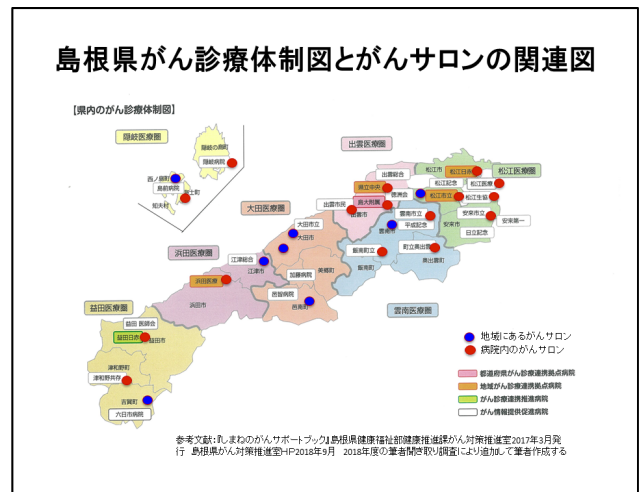 島根県がん診療体制図とがんサロンの関連図
【県内のがん診療体制図】
隠岐医療圏
隠岐の島町
隠岐病院
西ノ島町
島前病院
海士町
知夫村
出雲医療圏
出雲総合
県立中央
医洲会
島大附属
出雲市民
出雲市
松江医療圏
松江市
松江日赤
松江記念
松江医療
松江市立
松江生協
安来市立
安来市
安来第一
日立記念
大田医療圏
大田市立
大田市
加藤病院
美郷町
邑智病院
邑南町
雲南市立
平成記念
雲南市
飯南町立
飯南町
町立奥出雲
奥出雲町
雲南医療圏
浜田医療圏
江津総合
江津市
浜田医療
浜田市
益田医療圏
益田 医師会
益田日赤
益田市
津和野町
津和野共存
吉賀町
六日市病院
地域にあるがんサロン
病院内のがんサロン
都道府県がん診療連携拠点病院
地域がん診療連携拠点病院
がん診療連携推進病院
がん情報提供促進病院
参考文献：『しまねのがんサポートブック』島根県健康福祉部健康推進課がん対策推進室2017年3月発
行　島根県がん対策推進室HP2018年9月　2018年度の筆者聞き取り調査により追加して筆者作成する